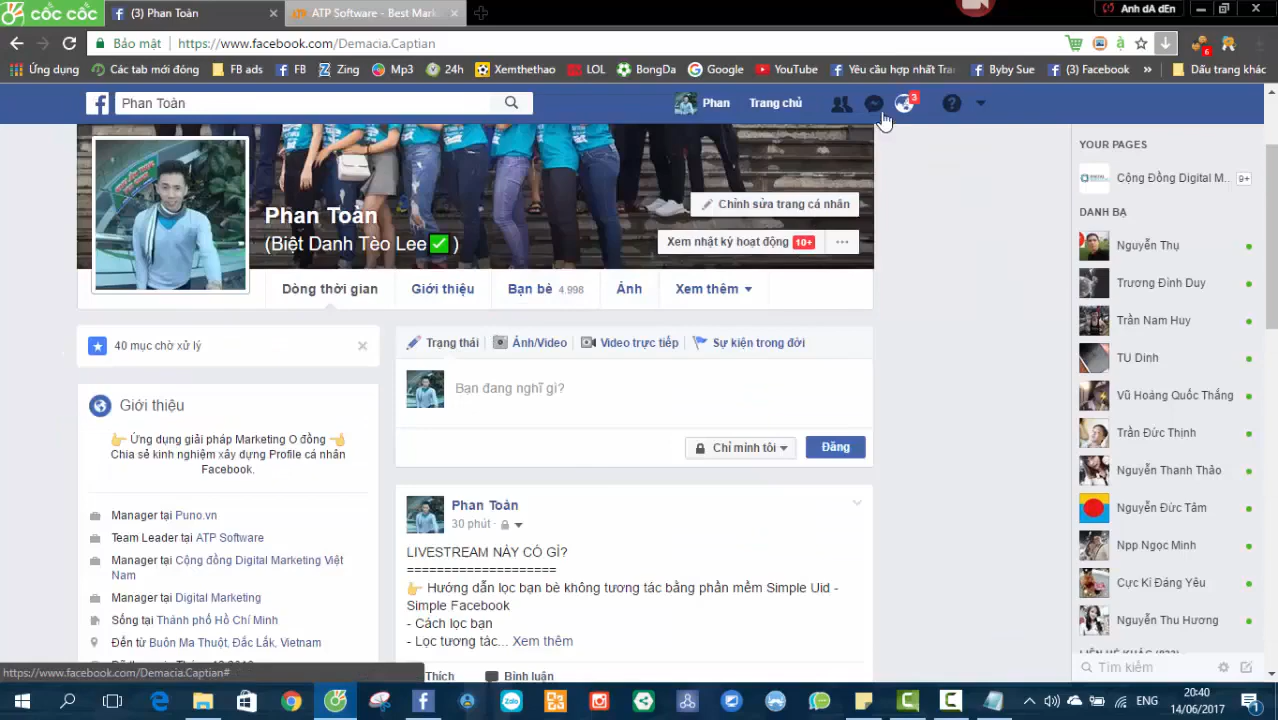 cốc cốc
(3) Phan Toàn
ATP Software - Best Mark
Anh dA dEn
Bảo mật
https://www.facebook.com/Demacia.Captian
6
Ứng dụng
Các tab mới đóng
FB ads
FB
Zing
Mp3
24h
Xemthethao
LOL
BongDa
Google
YouTube
Yêu cầu hợp nhất Tra
Byby Sue
(3) Facebook
»
Dấu trang khác
Phan Toàn
Phan
Trang chủ
3
Phan Toàn
(Biệt Danh Tèo Lee✅ )
Chỉnh sửa trang cá nhân
Xem nhật ký hoạt động 10+
Dòng thời gian
Giới thiệu
Bạn bè 4.998
Ảnh
Xem thêm
40 mục chờ xử lý
Giới thiệu
👉 Ứng dụng giải pháp Marketing O đồng 👈
Chia sẻ kinh nghiệm xây dựng Profile cá nhân
Facebook.
Manager tại Puno.vn
Team Leader tại ATP Software
Manager tại Cộng đồng Digital Marketing Việt
Nam
Manager tại Digital Marketing
Sống tại Thành phố Hồ Chí Minh
Đến từ Buôn Ma Thuột, Đắc Lắk, Vietnam
https://www.facebook.com/Demacia.Captian#
Trạng thái
Ảnh/Video
Video trực tiếp
Sự kiện trong đời
Bạn đang nghĩ gì?
Chỉ mình tôi
Đăng
Phan Toàn
30 phút
LIVESTREAM NÀY CÓ GÌ?
====================
👉 Hướng dẫn lọc bạn bè không tương tác bằng phần mềm Simple Uid -
Simple Facebook
- Cách lọc bạn
- Lọc tương tác... Xem thêm
Thích
Bình luận
YOUR PAGES
Cộng Đồng Digital M..
9+
DANH BẠ
Nguyễn Thụ
Trương Đình Duy
Trần Nam Huy
TU Dinh
Vũ Hoàng Quốc Thắng
Trần Đức Thịnh
Nguyễn Thanh Thảo
Nguyễn Đức Tâm
Npp Ngọc Minh
Cực Kì Đáng Yêu
Nguyễn Thu Hương
Tìm kiếm
Zalo
ENG
20:40
14/06/2017
1